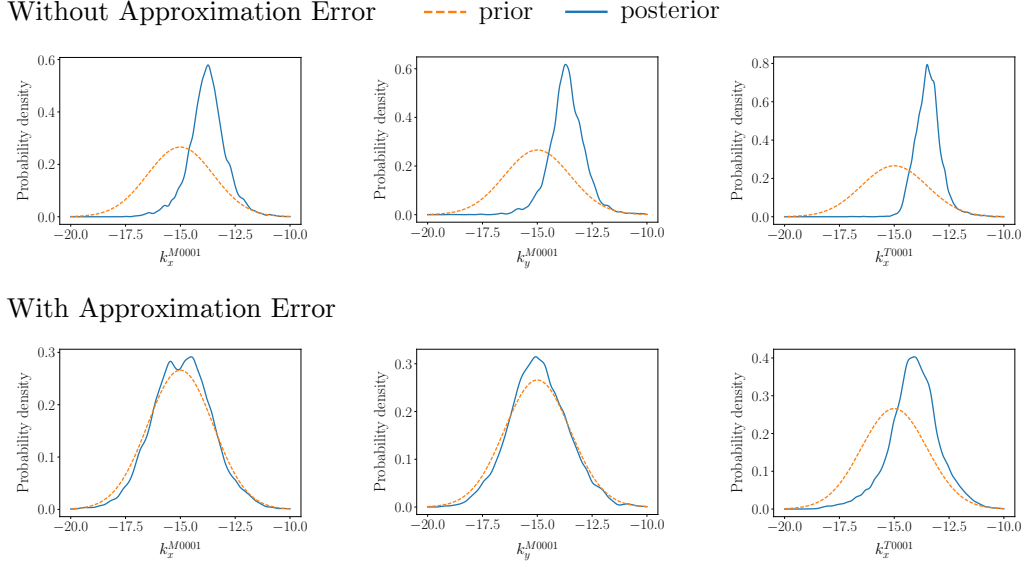 Without Approximation Error
prior
posterior
Probability density
0.6
0.4
0.2
0.0
−20.0 −17.5 −15.0 −12.5 −10.0
k_x^{M0001}
Probability density
0.6
0.4
0.2
0.0
−20.0 −17.5 −15.0 −12.5 −10.0
k_y^{M0001}
Probability density
0.8
0.6
0.4
0.2
0.0
−20.0 −17.5 −15.0 −12.5 −10.0
k_x^{T0001}
With Approximation Error
Probability density
0.3
0.2
0.1
0.0
−20.0 −17.5 −15.0 −12.5 −10.0
k_x^{M0001}
Probability density
0.3
0.2
0.1
0.0
−20.0 −17.5 −15.0 −12.5 −10.0
k_y^{M0001}
Probability density
0.4
0.3
0.2
0.1
0.0
−20.0 −17.5 −15.0 −12.5 −10.0
k_x^{T0001}